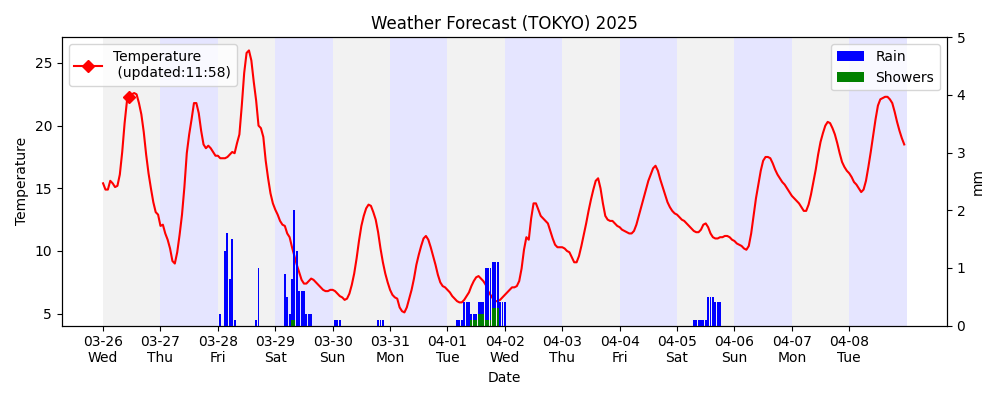 Weather Forecast (TOKYO) 2025
Temperature
(updated:11:58)
Rain
Showers
Temperature
25
20
15
10
5
5
4
3
2
1
0
mm
03-26 03-27 03-28 03-29 03-30 03-31 04-01 04-02 04-03 04-04 04-05 04-06 04-07 04-08
Wed Thu Fri Sat Sun Mon Tue Wed Thu Fri Sat Sun Mon Tue
Date